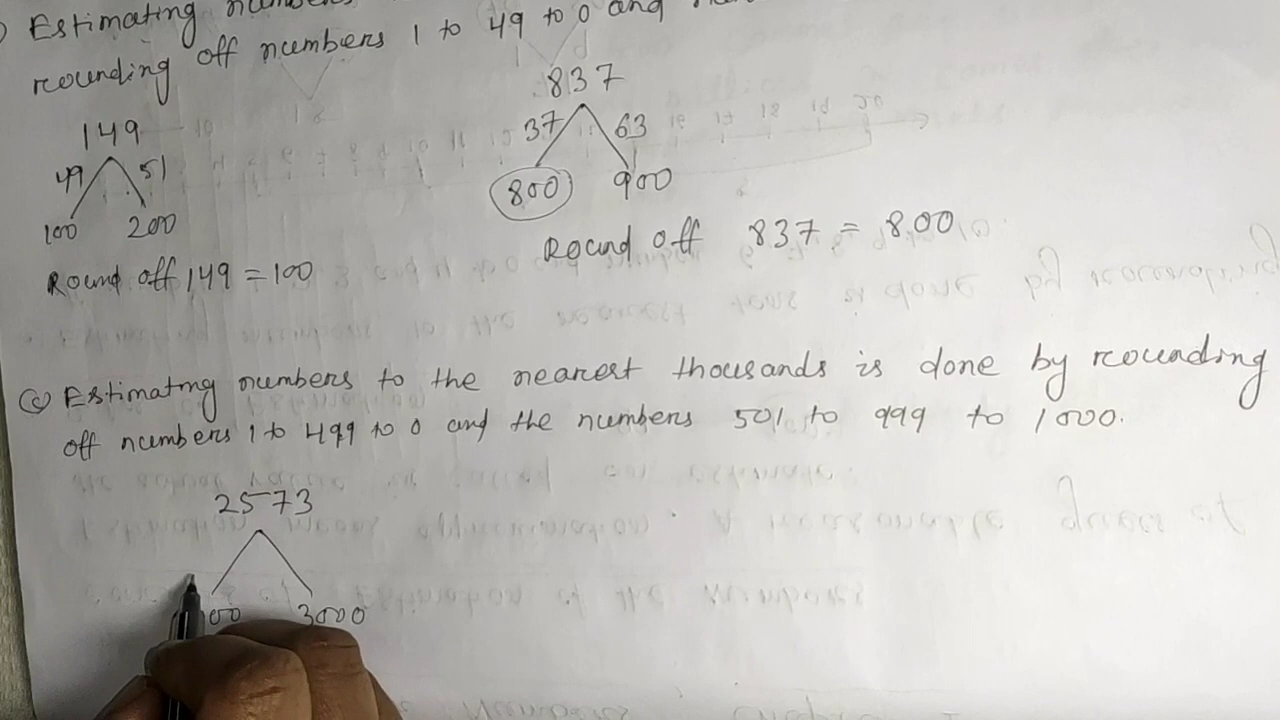 Estimating numbers
rounding off numbers 1 to 49 to 0 and
149
49 51
100 200
Round off 149 = 100
837
37 63
800 900
Round off 837 = 800
(c) Estimating numbers to the nearest thousands is done by rounding
off numbers 1 to 499 to 0 and the numbers 501 to 999 to 1000.
2573
00 3000